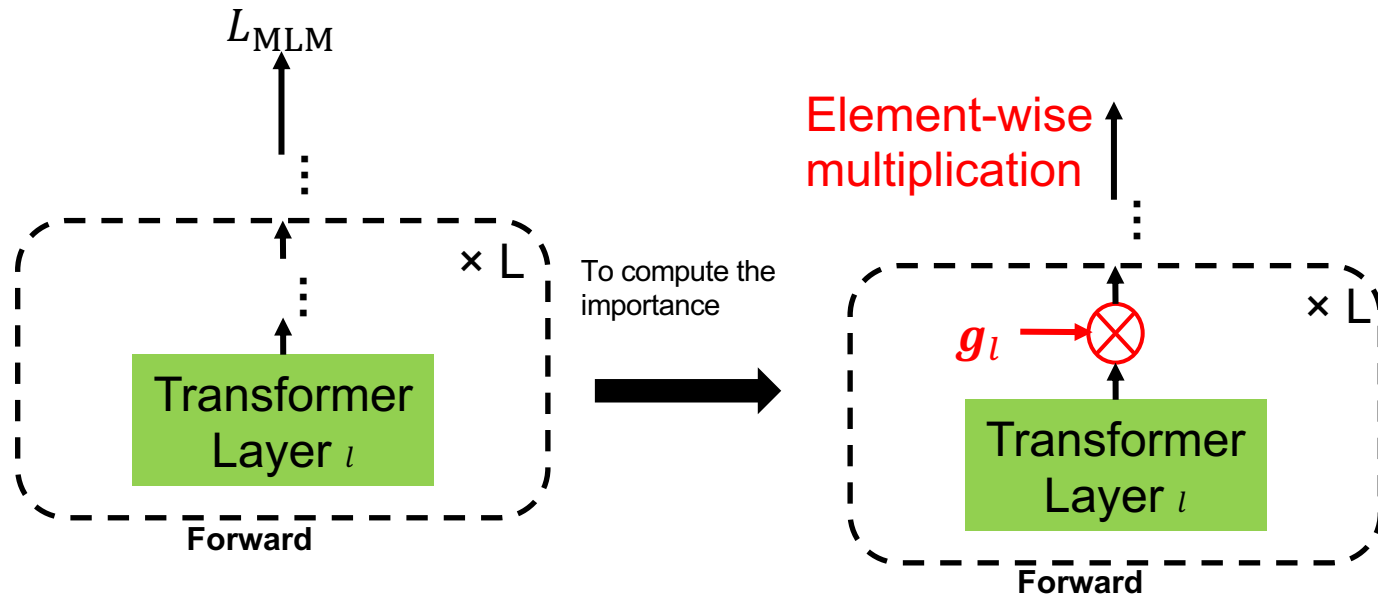 L_MLM
⋮
× L
⋮
Transformer
Layer l
Forward
To compute the
importance
Element-wise
multiplication
⋮
× L
g_l
Transformer
Layer l
Forward